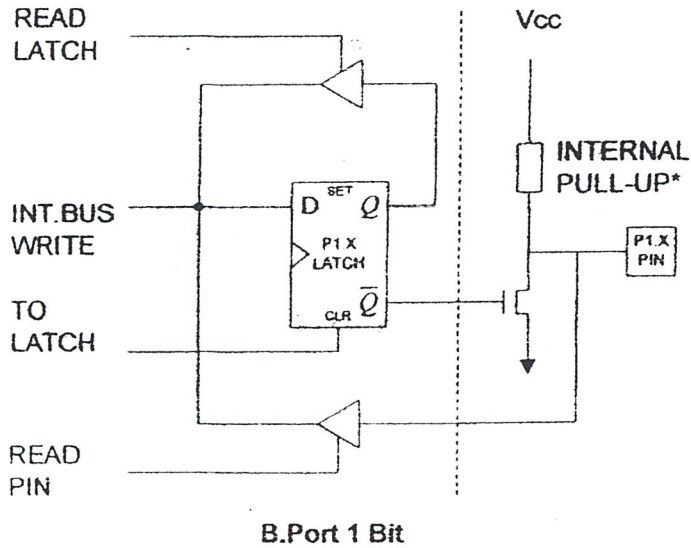 READ
LATCH
Vcc
INTERNAL
PULL-UP*
SET
D
Q
INT.BUS
WRITE
P1.X
LATCH
P1.X
PIN
Q̅
CLR
TO
LATCH
READ
PIN
B.Port 1 Bit